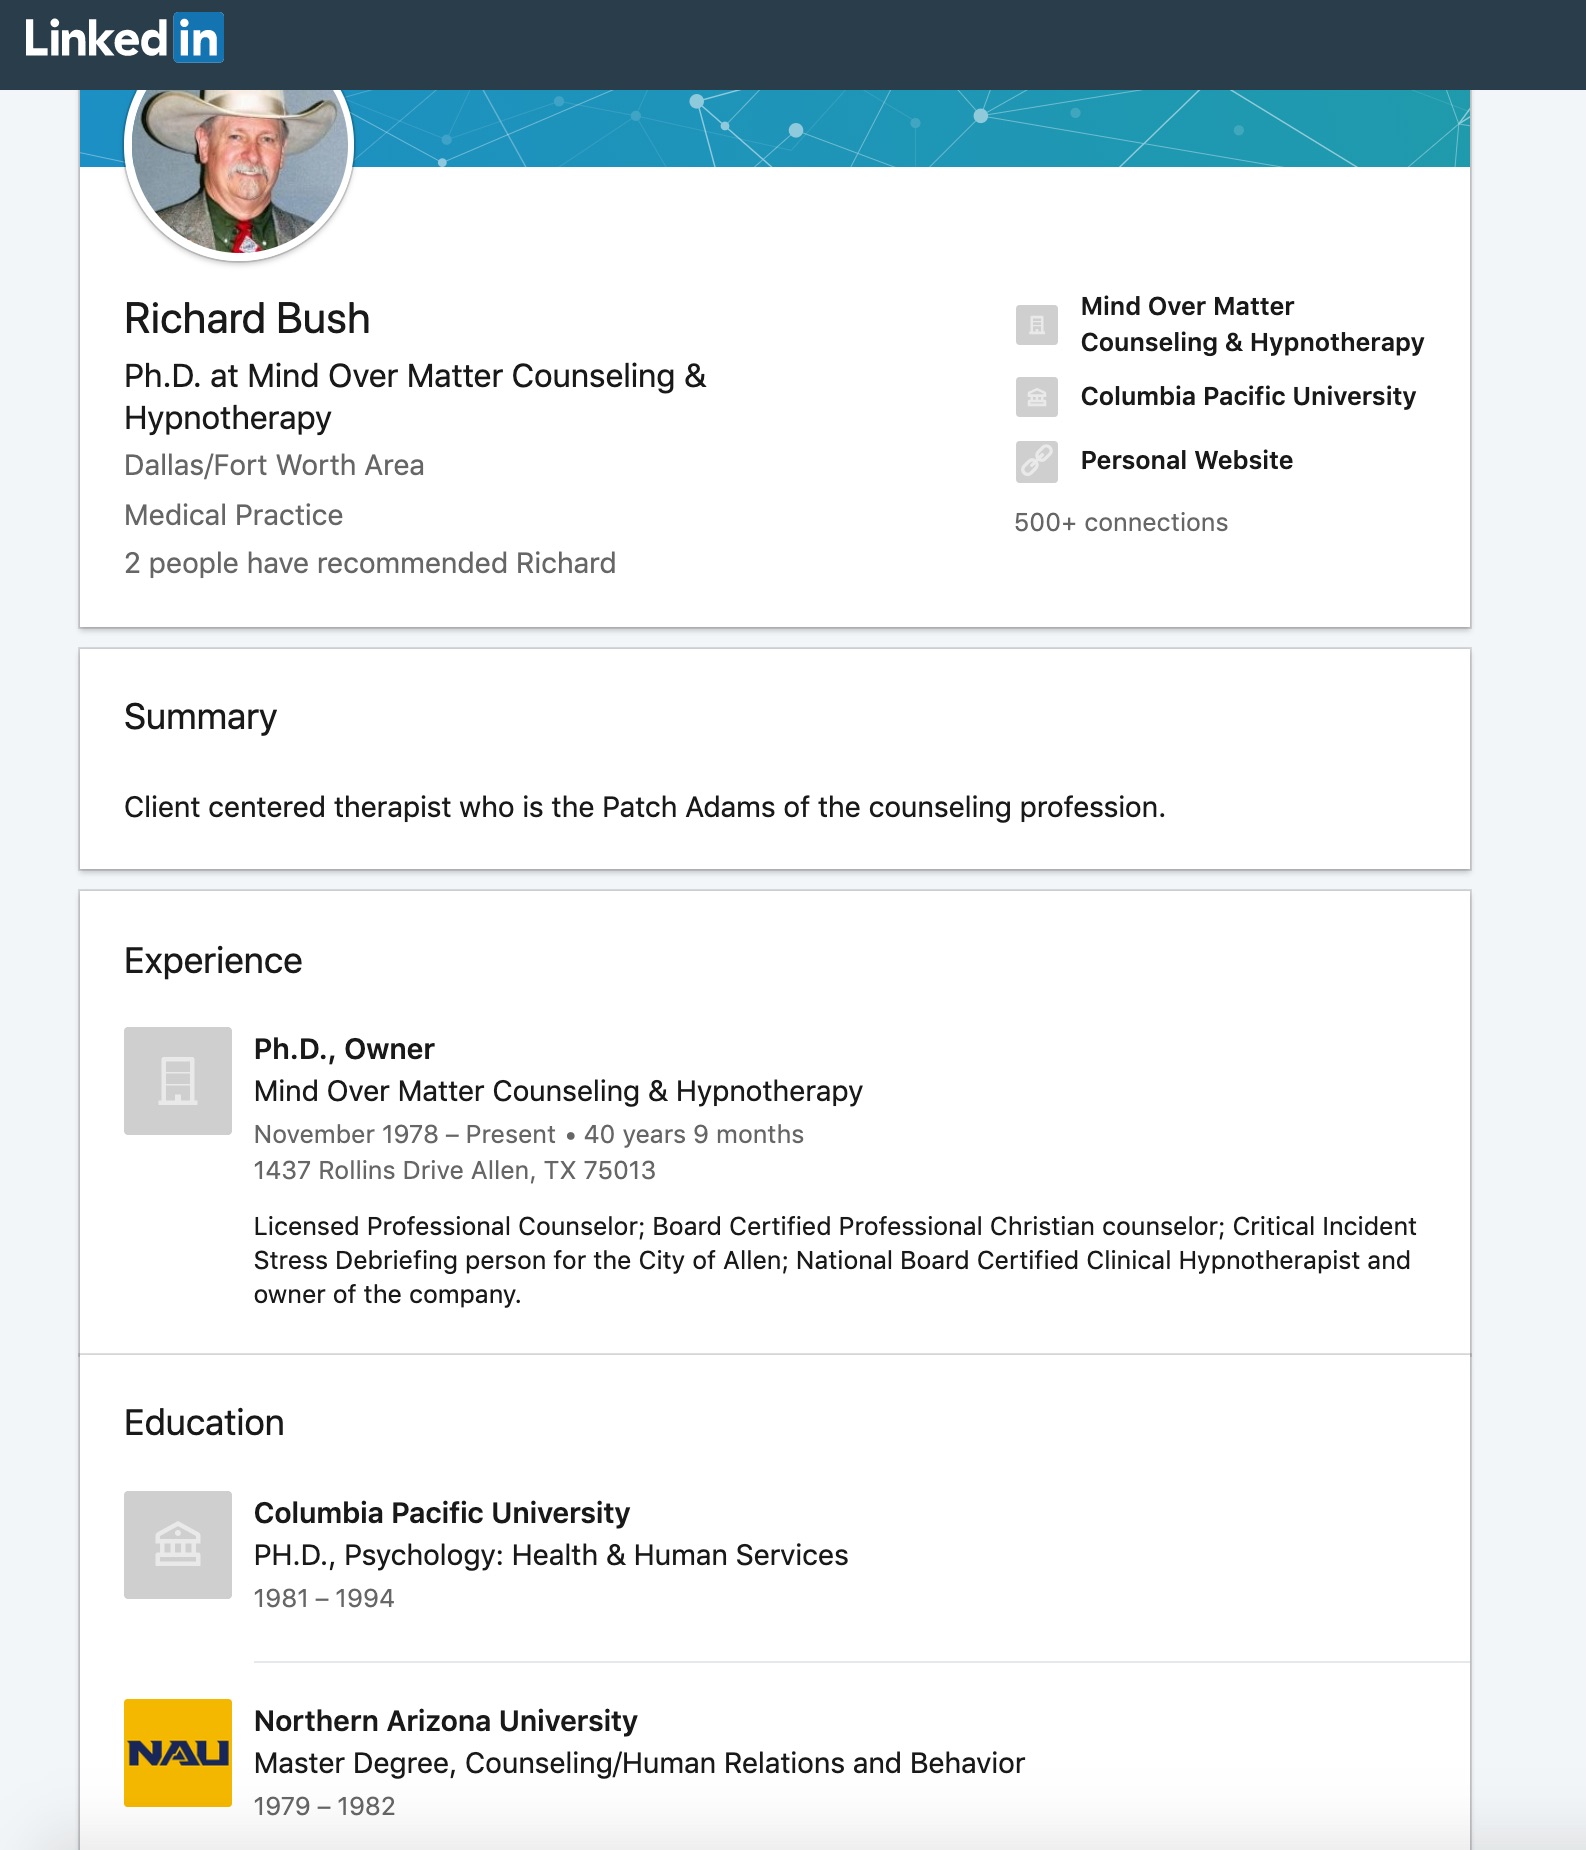 Linkedin
Richard Bush
Ph.D. at Mind Over Matter Counseling &
Hypnotherapy
Dallas/Fort Worth Area
Medical Practice
2 people have recommended Richard
Mind Over Matter
Counseling & Hypnotherapy
Columbia Pacific University
Personal Website
500+ connections
Summary
Client centered therapist who is the Patch Adams of the counseling profession.
Experience
Ph.D., Owner
Mind Over Matter Counseling & Hypnotherapy
November 1978 – Present • 40 years 9 months
1437 Rollins Drive Allen, TX 75013
Licensed Professional Counselor; Board Certified Professional Christian counselor; Critical Incident
Stress Debriefing person for the City of Allen; National Board Certified Clinical Hypnotherapist and
owner of the company.
Education
Columbia Pacific University
PH.D., Psychology: Health & Human Services
1981 – 1994
NAU
Northern Arizona University
Master Degree, Counseling/Human Relations and Behavior
1979 – 1982